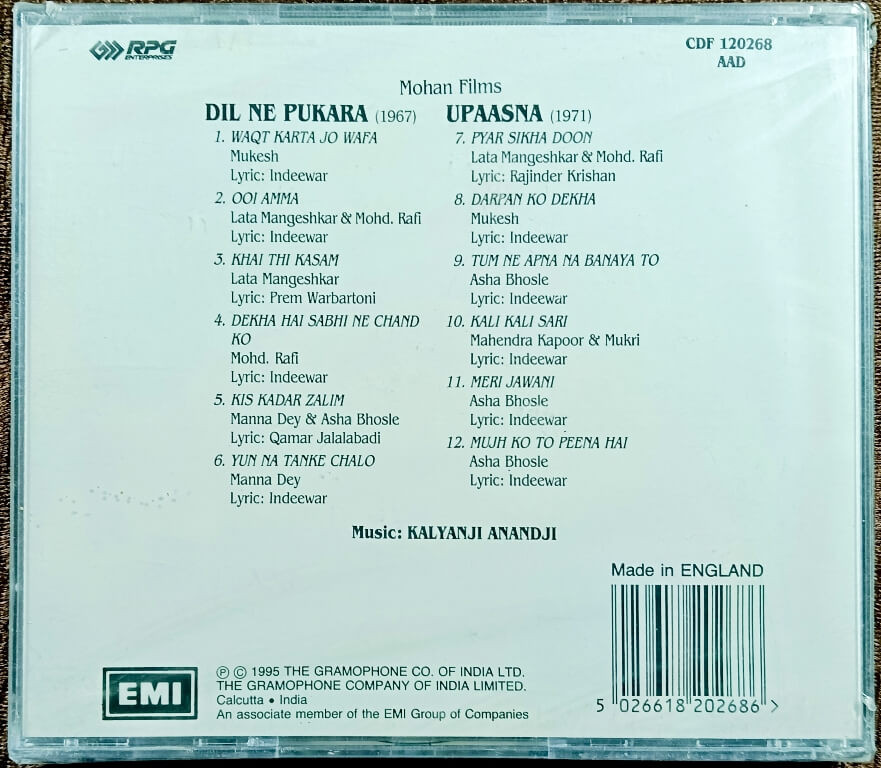 RPG
ENTERPRISES
CDF 120268
AAD
Mohan Films
DIL NE PUKARA (1967)
1. WAQT KARTA JO WAFA
Mukesh
Lyric: Indeewar
2. OOI AMMA
Lata Mangeshkar & Mohd. Rafi
Lyric: Indeewar
3. KHAI THI KASAM
Lata Mangeshkar
Lyric: Prem Warbartoni
4. DEKHA HAI SABHI NE CHAND
KO
Mohd. Rafi
Lyric: Indeewar
5. KIS KADAR ZALIM
Manna Dey & Asha Bhosle
Lyric: Qamar Jalalabadi
6. YUN NA TANKE CHALO
Manna Dey
Lyric: Indeewar
UPAASNA (1971)
7. PYAR SIKHA DOON
Lata Mangeshkar & Mohd. Rafi
Lyric: Rajinder Krishan
8. DARPAN KO DEKHA
Mukesh
Lyric: Indeewar
9. TUM NE APNA NA BANAYA TO
Asha Bhosle
Lyric: Indeewar
10. KALI KALI SARI
Mahendra Kapoor & Mukri
Lyric: Indeewar
11. MERI JAWANI
Asha Bhosle
Lyric: Indeewar
12. MUJH KO TO PEENA HAI
Asha Bhosle
Lyric: Indeewar
Music: KALYANJI ANANDJI
Made in ENGLAND
5 026618 202686 >
EMI
Ⓟ © 1995 THE GRAMOPHONE CO. OF INDIA LTD.
THE GRAMOPHONE COMPANY OF INDIA LIMITED.
Calcutta • India
An associate member of the EMI Group of Companies